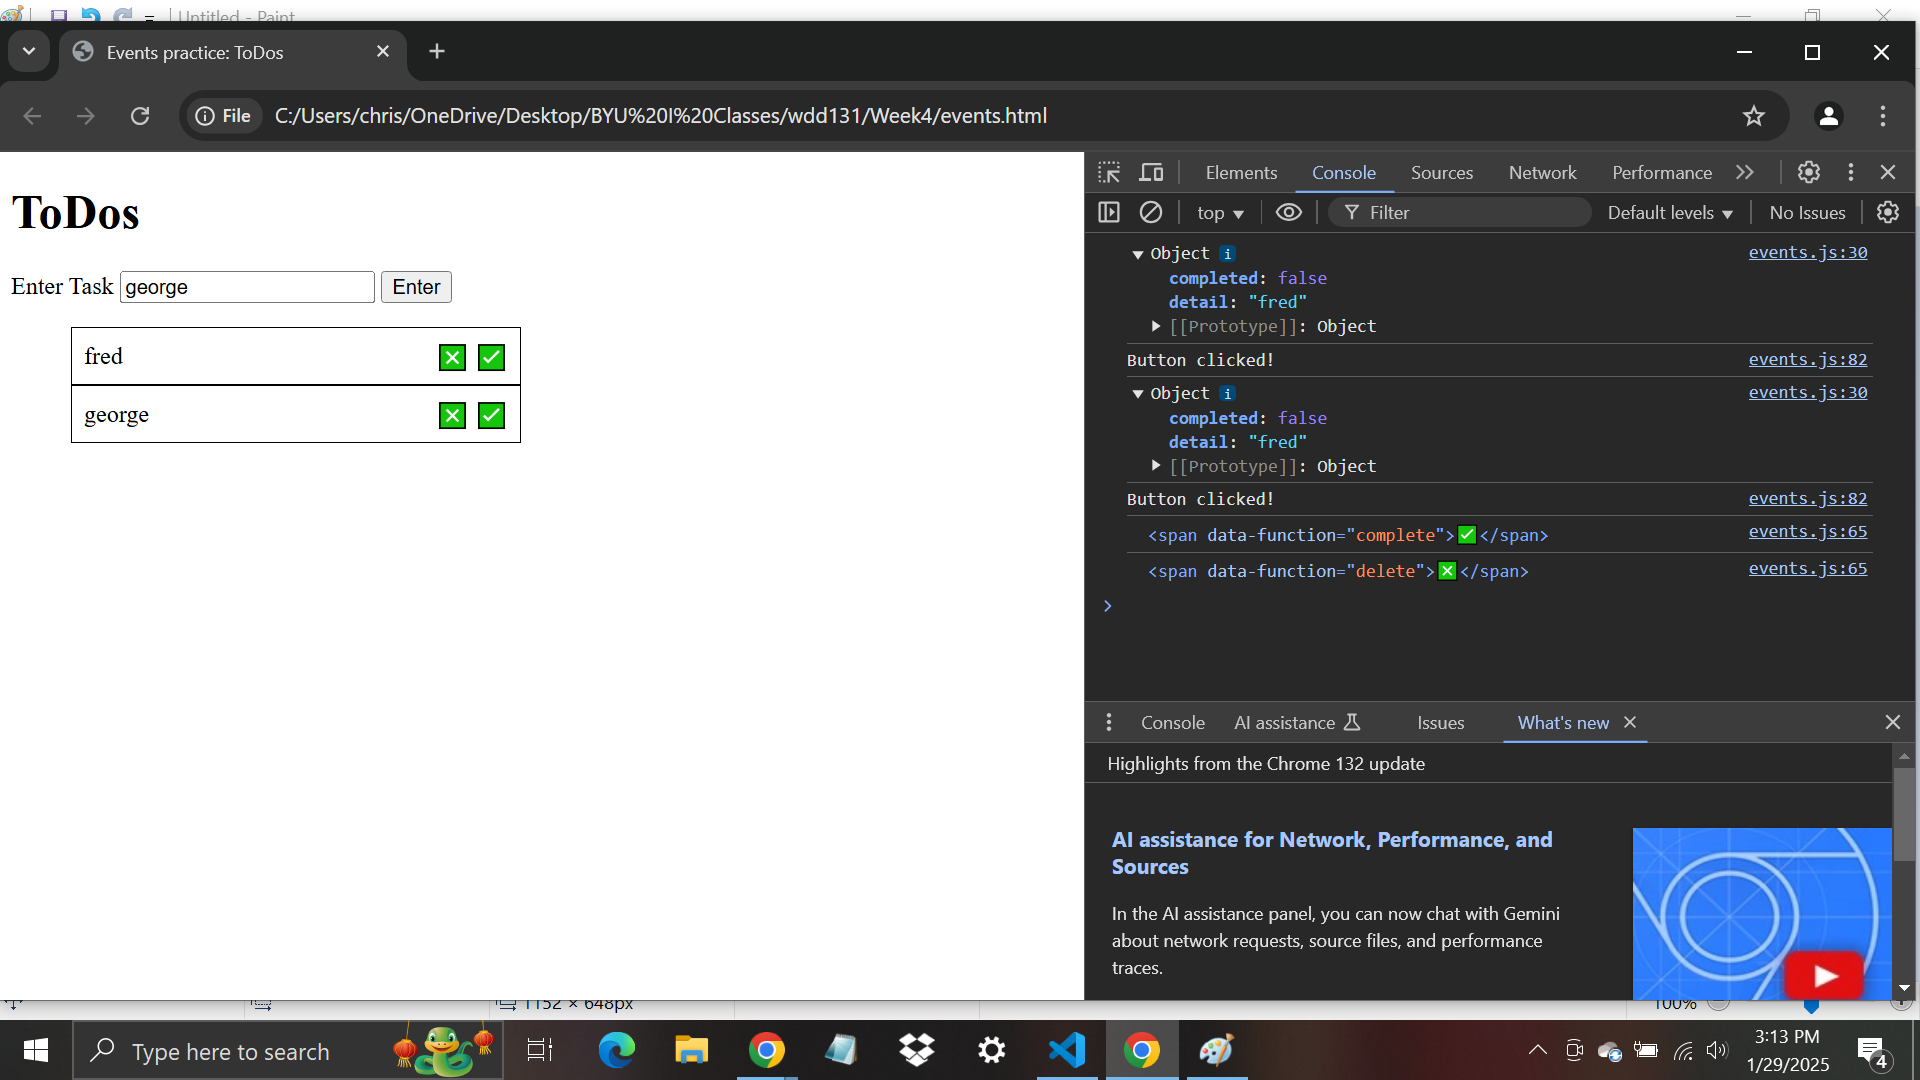 Untitled - Paint
Events practice: ToDos
File C:/Users/chris/OneDrive/Desktop/BYU%20I%20Classes/wdd131/Week4/events.html
ToDos
Enter Task george Enter
fred
george
Elements Console Sources Network Performance
top Filter Default levels No Issues
Object i events.js:30
completed: false
detail: "fred"
[[Prototype]]: Object
Button clicked! events.js:82
Object i events.js:30
completed: false
detail: "fred"
[[Prototype]]: Object
Button clicked! events.js:82
<span data-function="complete">✅</span> events.js:65
<span data-function="delete">❎</span> events.js:65
Console AI assistance Issues What's new
Highlights from the Chrome 132 update
AI assistance for Network, Performance, and
Sources
In the AI assistance panel, you can now chat with Gemini
about network requests, source files, and performance
traces.
1152 × 648px 100%
Type here to search
3:13 PM
1/29/2025
4